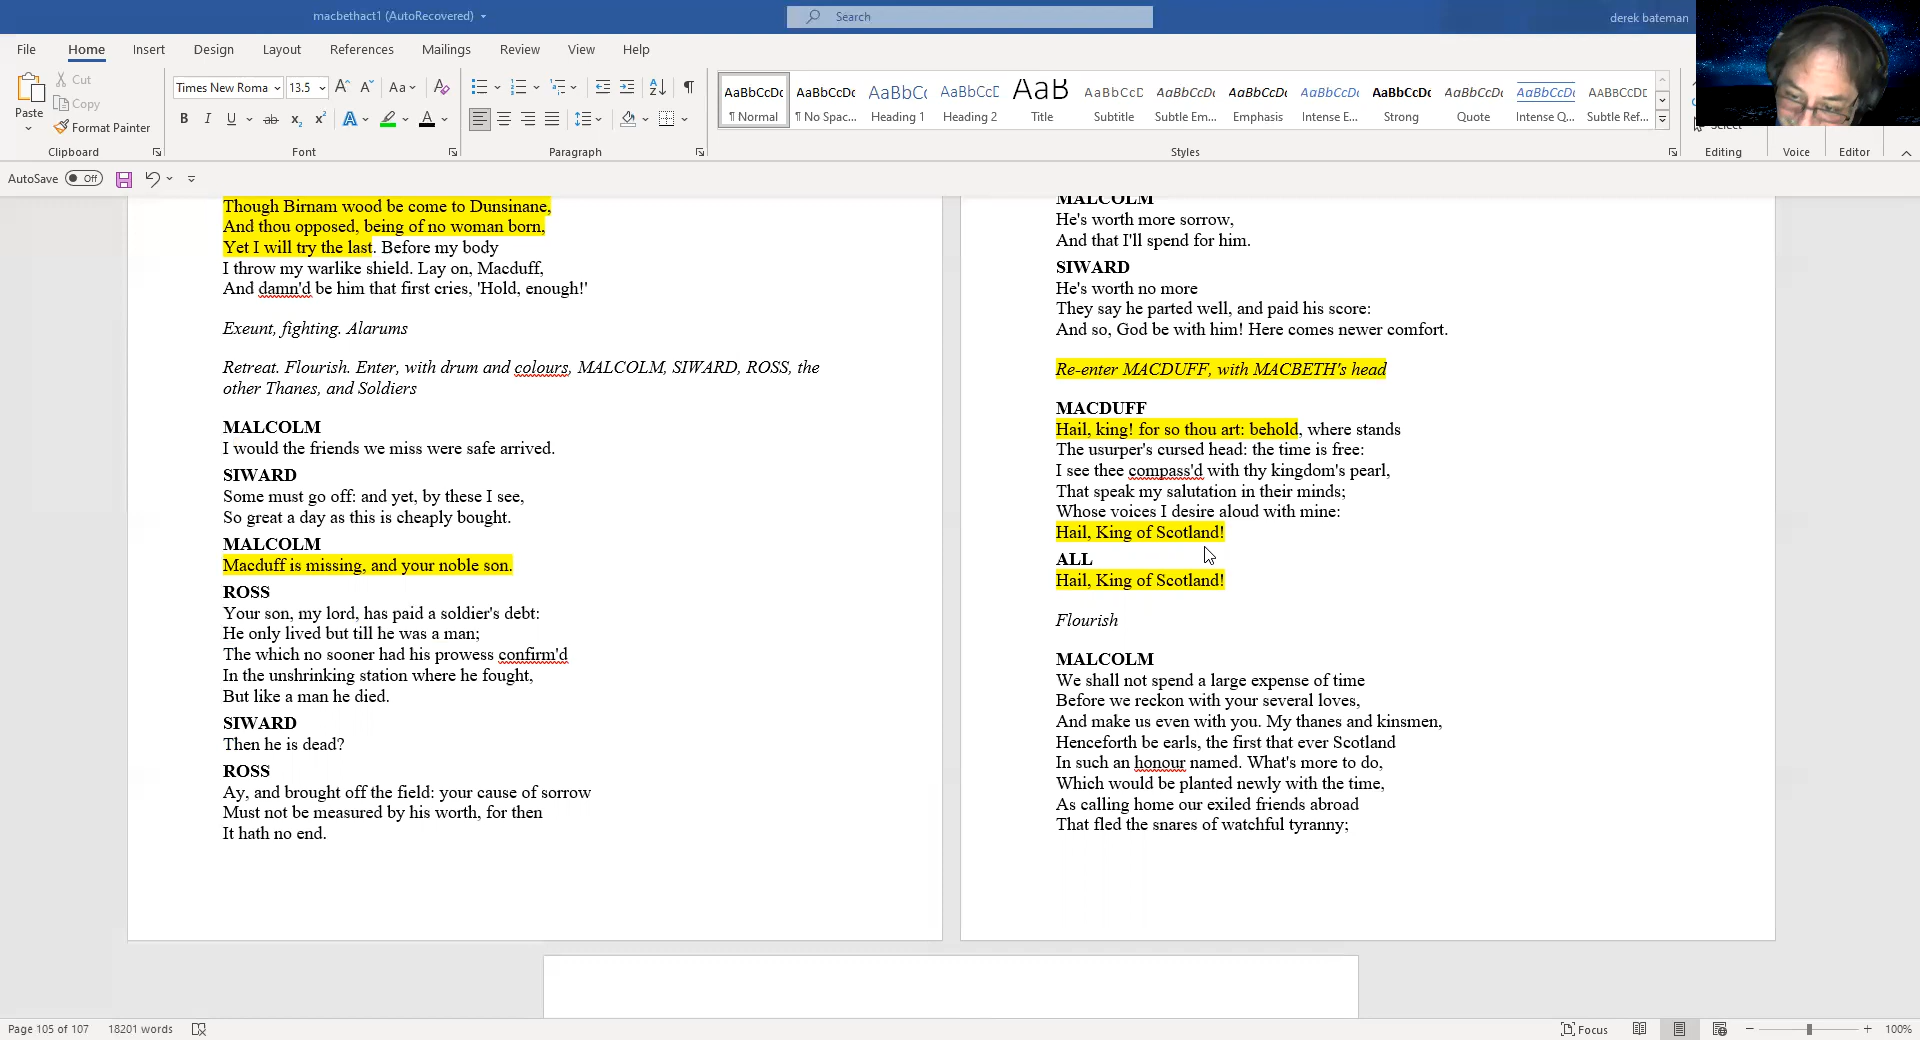 macbethact1 (AutoRecovered)
Search
derek bateman
File Home Insert Design Layout References Mailings Review View Help
Paste
Cut
Copy
Format Painter
Clipboard
Times New Roma 13.5
Font
Paragraph
AaBbCcDc AaBbCcDc AaBbCc AaBbCcD AaB AaBbCcD AaBbCcDc AaBbCcDc AaBbCcDc AaBbCcDc AaBbCcDc AaBbCcDc AABBCCDE
¶ Normal ¶ No Spac... Heading 1 Heading 2 Title Subtitle Subtle Em... Emphasis Intense E... Strong Quote Intense Q... Subtle Ref...
Styles
Select
Editing
Voice
Editor
AutoSave Off
Though Birnam wood be come to Dunsinane,
And thou opposed, being of no woman born,
Yet I will try the last. Before my body
I throw my warlike shield. Lay on, Macduff,
And damn'd be him that first cries, 'Hold, enough!'
Exeunt, fighting. Alarums
Retreat. Flourish. Enter, with drum and colours, MALCOLM, SIWARD, ROSS, the
other Thanes, and Soldiers
MALCOLM
I would the friends we miss were safe arrived.
SIWARD
Some must go off: and yet, by these I see,
So great a day as this is cheaply bought.
MALCOLM
Macduff is missing, and your noble son.
ROSS
Your son, my lord, has paid a soldier's debt:
He only lived but till he was a man;
The which no sooner had his prowess confirm'd
In the unshrinking station where he fought,
But like a man he died.
SIWARD
Then he is dead?
ROSS
Ay, and brought off the field: your cause of sorrow
Must not be measured by his worth, for then
It hath no end.
MALCOLM
He's worth more sorrow,
And that I'll spend for him.
SIWARD
He's worth no more
They say he parted well, and paid his score:
And so, God be with him! Here comes newer comfort.
Re-enter MACDUFF, with MACBETH's head
MACDUFF
Hail, king! for so thou art: behold, where stands
The usurper's cursed head: the time is free:
I see thee compass'd with thy kingdom's pearl,
That speak my salutation in their minds;
Whose voices I desire aloud with mine:
Hail, King of Scotland!
ALL
Hail, King of Scotland!
Flourish
MALCOLM
We shall not spend a large expense of time
Before we reckon with your several loves,
And make us even with you. My thanes and kinsmen,
Henceforth be earls, the first that ever Scotland
In such an honour named. What's more to do,
Which would be planted newly with the time,
As calling home our exiled friends abroad
That fled the snares of watchful tyranny;
Page 105 of 107 18201 words
Focus
100%